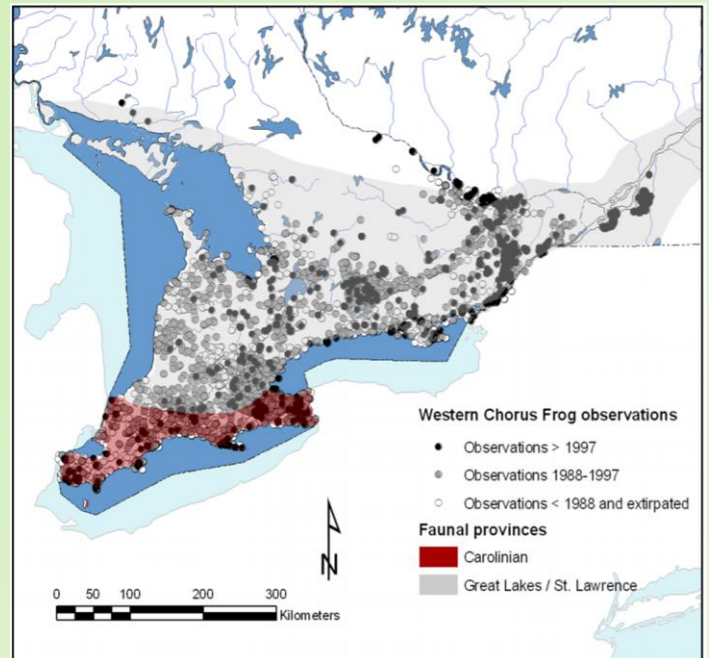 Western Chorus Frog observations
Observations > 1997
Observations 1988-1997
Observations < 1988 and extirpated
Faunal provinces
Carolinian
Great Lakes / St. Lawrence
N
0 50 100 200 300
Kilometers